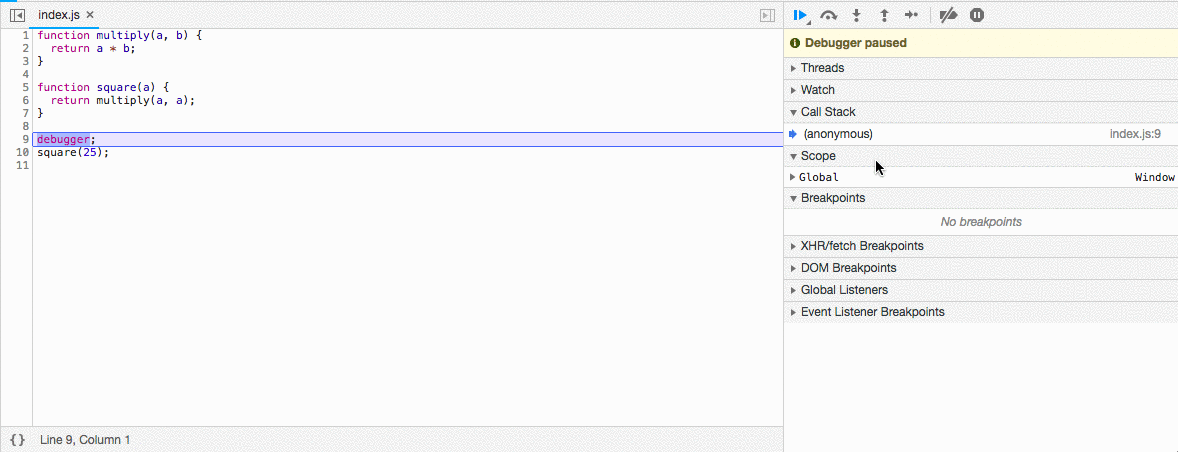 index.js ×
1 function multiply(a, b) {
2   return a * b;
3 }
4
5 function square(a) {
6   return multiply(a, a);
7 }
8
9 debugger;
10 square(25);
11
{} Line 9, Column 1
Debugger paused
Threads
Watch
Call Stack
(anonymous) index.js:9
Scope
Global Window
Breakpoints
No breakpoints
XHR/fetch Breakpoints
DOM Breakpoints
Global Listeners
Event Listener Breakpoints